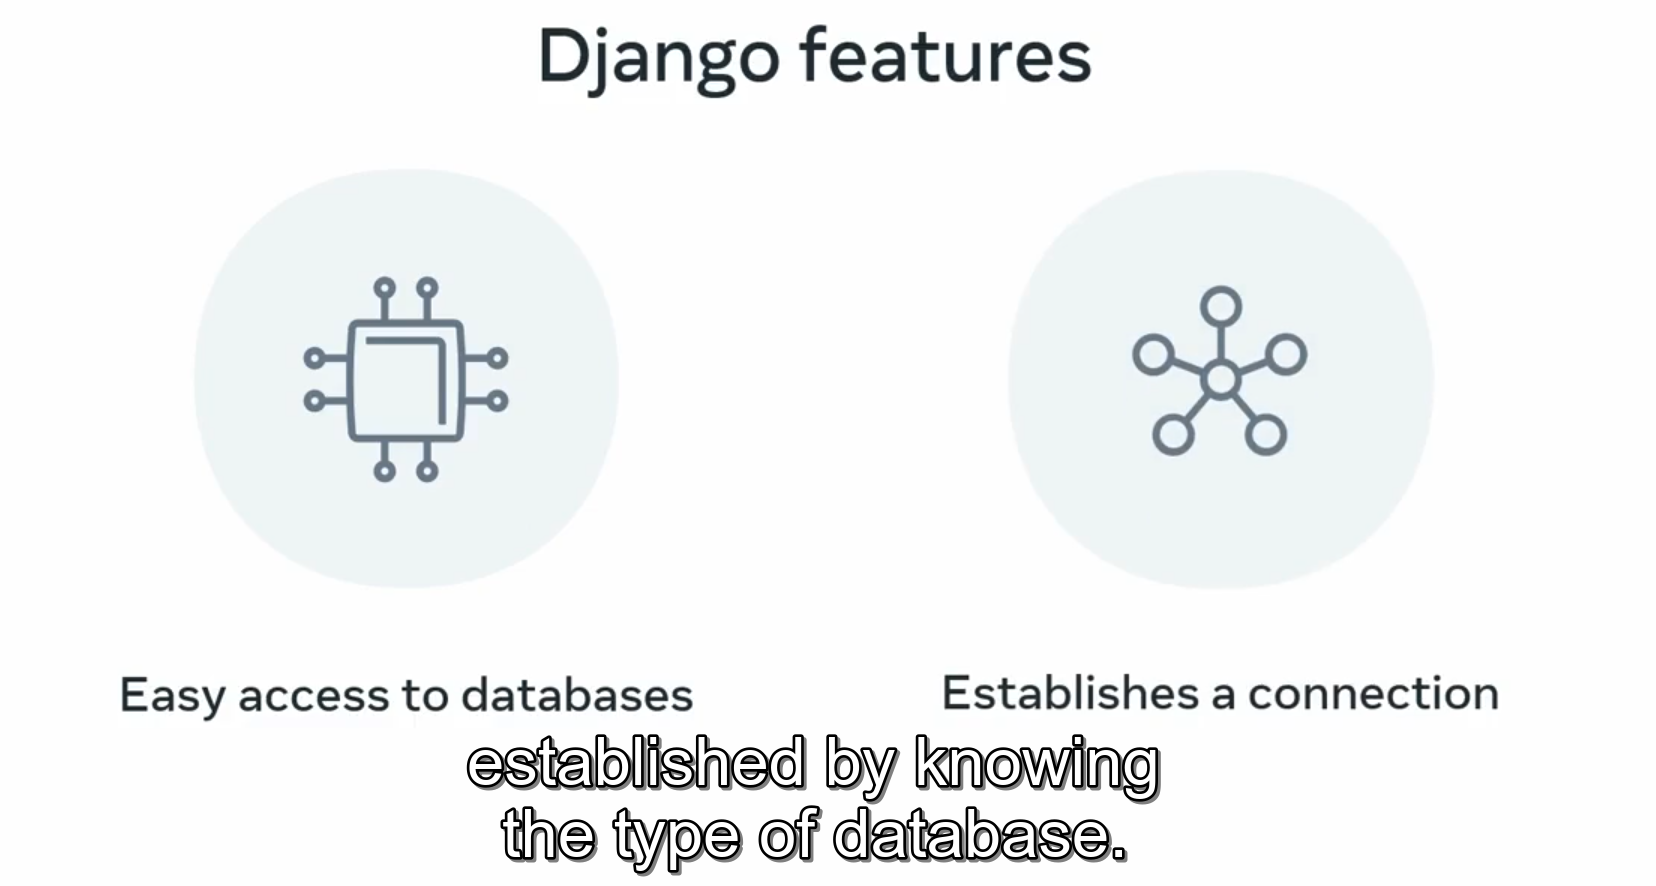 Django features
Easy access to databases
Establishes a connection
established by knowing
the type of database.